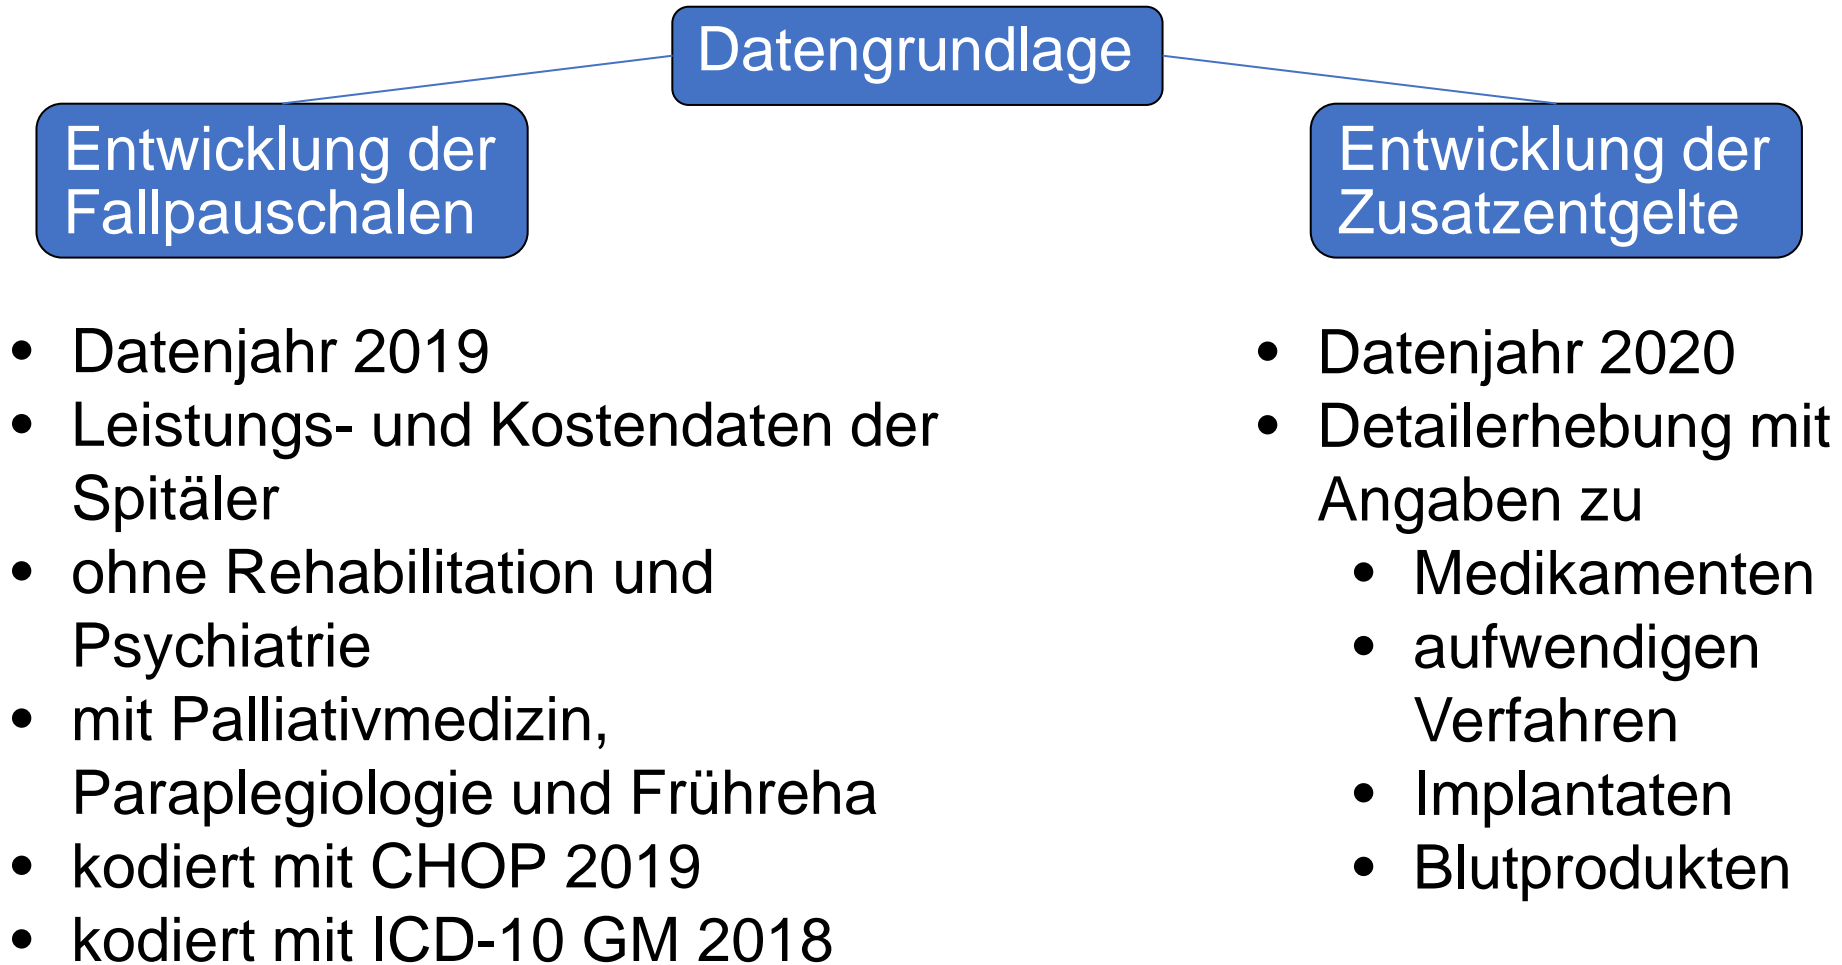 Datengrundlage
Entwicklung der
Fallpauschalen
• Datenjahr 2019
• Leistungs- und Kostendaten der
Spitäler
• ohne Rehabilitation und
Psychiatrie
• mit Palliativmedizin,
Paraplegiologie und Frühreha
• kodiert mit CHOP 2019
• kodiert mit ICD-10 GM 2018
Entwicklung der
Zusatzentgelte
• Datenjahr 2020
• Detailerhebung mit
Angaben zu
• Medikamenten
• aufwendigen
Verfahren
• Implantaten
• Blutprodukten